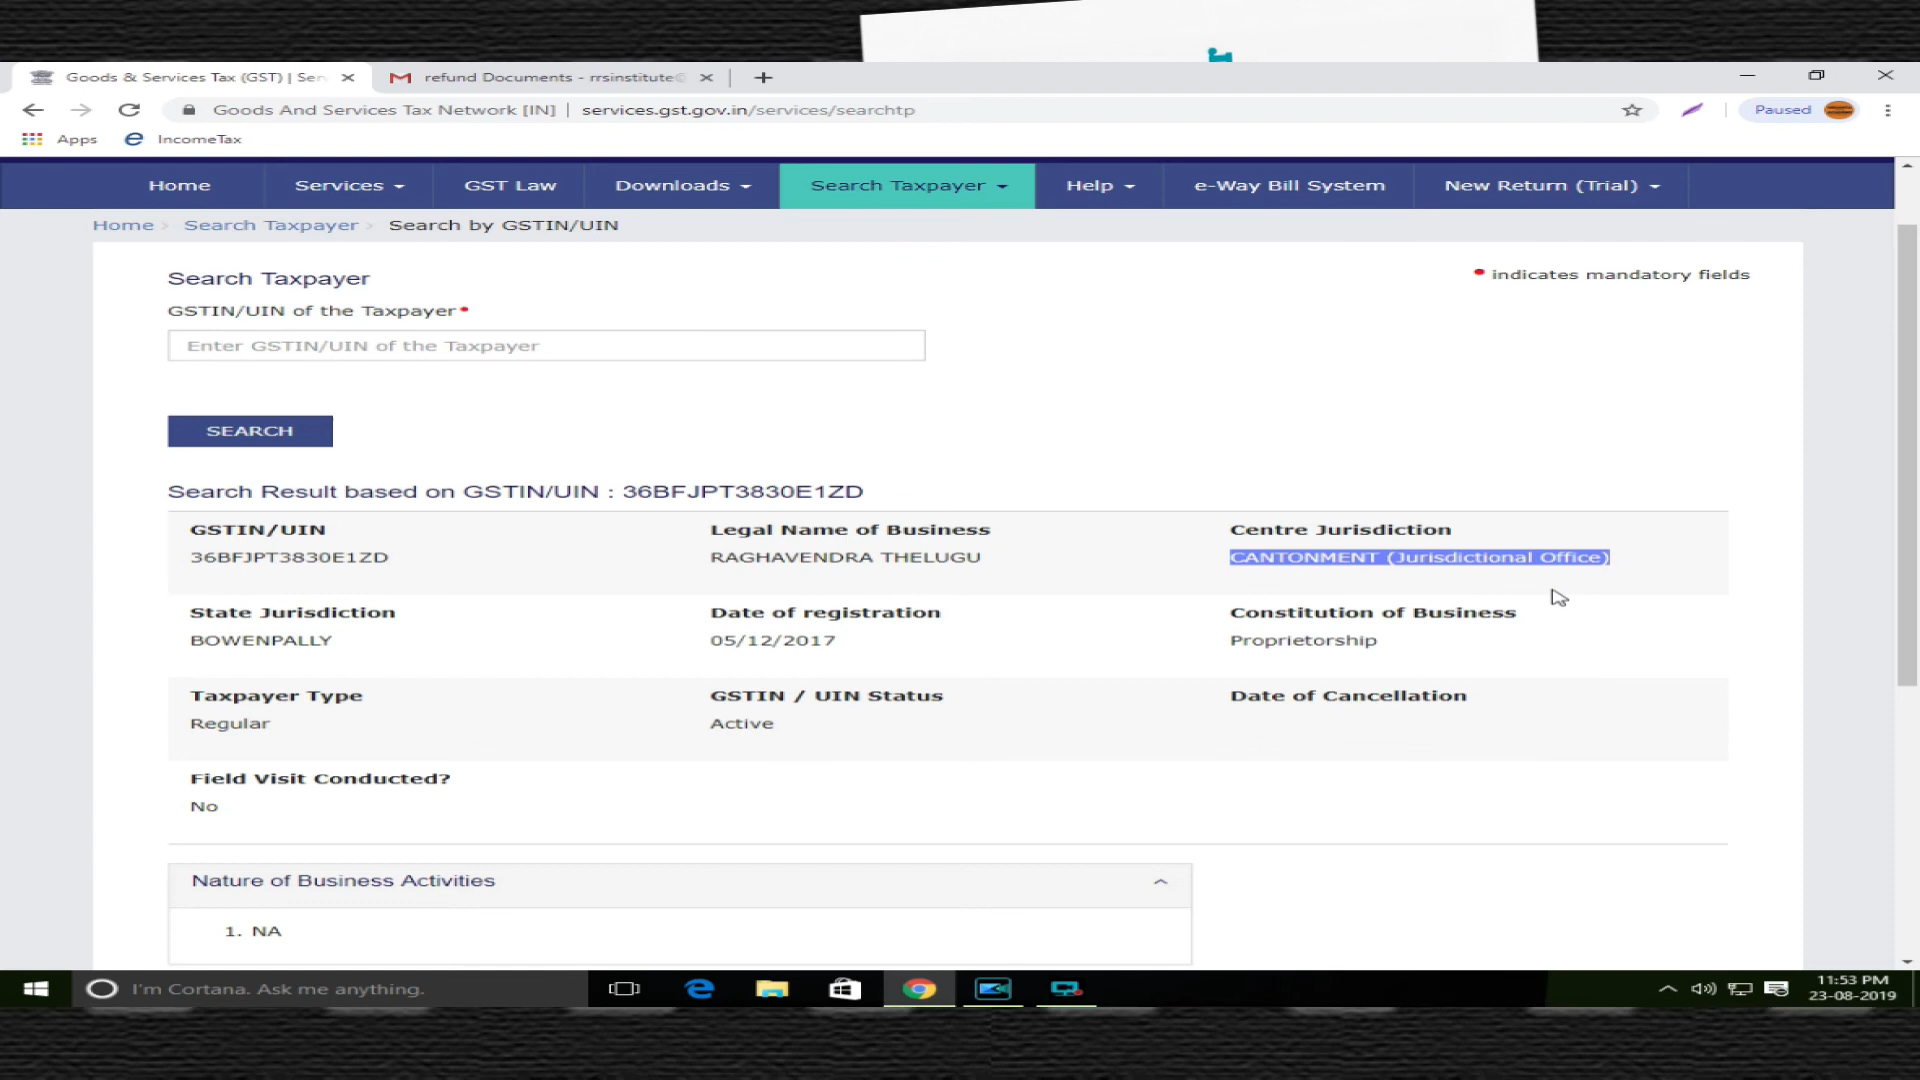 Goods & Services Tax (GST) | Ser
refund Documents - rrsinstitute@
Goods And Services Tax Network [IN] | services.gst.gov.in/services/searchtp
Paused
Apps
IncomeTax
Home
Services
GST Law
Downloads
Search Taxpayer
Help
e-Way Bill System
New Return (Trial)
Home > Search Taxpayer > Search by GSTIN/UIN
Search Taxpayer
• indicates mandatory fields
GSTIN/UIN of the Taxpayer•
Enter GSTIN/UIN of the Taxpayer
SEARCH
Search Result based on GSTIN/UIN : 36BFJPT3830E1ZD
GSTIN/UIN
Legal Name of Business
Centre Jurisdiction
36BFJPT3830E1ZD
RAGHAVENDRA THELUGU
CANTONMENT (Jurisdictional Office)
State Jurisdiction
Date of registration
Constitution of Business
BOWENPALLY
05/12/2017
Proprietorship
Taxpayer Type
GSTIN / UIN Status
Date of Cancellation
Regular
Active
Field Visit Conducted?
No
Nature of Business Activities
1. NA
I'm Cortana. Ask me anything.
11:53 PM
23-08-2019